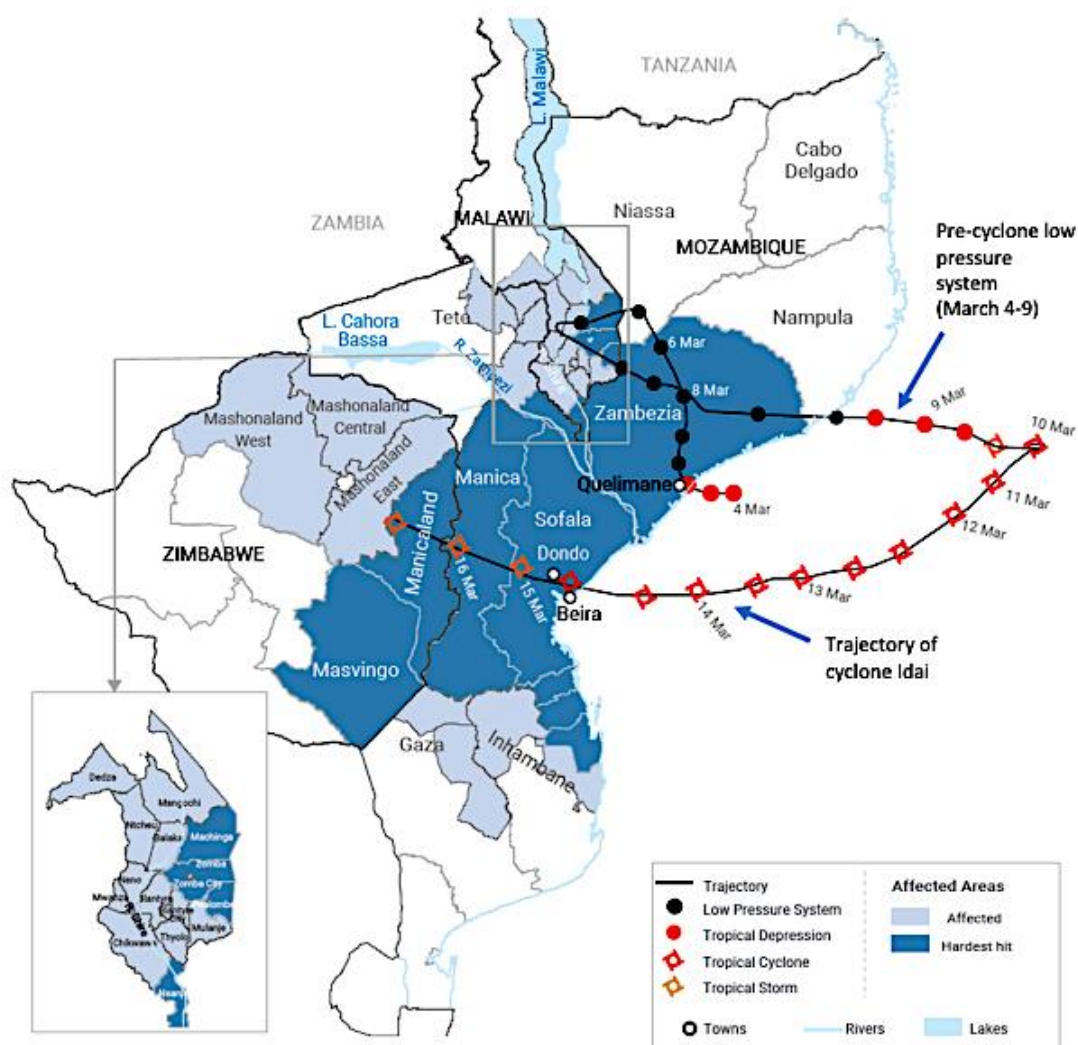 TANZANIA
L. Malawi
Cabo
Delgado
ZAMBIA
MALAWI
Niassa
MOZAMBIQUE
Pre-cyclone low
pressure
system
(March 4-9)
Nampula
Tete
L. Cahora
Bassa
R. Zambezi
6 Mar
8 Mar
9 Mar
10 Mar
Zambezia
Mashonaland
West
Mashonaland
Central
Mashonaland
East
Manica
Quelimane
4 Mar
11 Mar
12 Mar
Sofala
Dondo
ZIMBABWE
Manicaland
16 Mar
15 Mar
Beira
14 Mar
13 Mar
Trajectory of
cyclone Idai
Masvingo
Gaza
Inhambane
Dedza
Mangochi
Ntcheu
Balaka
Machinga
Zomba
Zomba City
Neno
Mwanza
Blantyre
Mulanje
Thyolo
Trajectory
Low Pressure System
Tropical Depression
Tropical Cyclone
Tropical Storm
Affected Areas
Affected
Hardest hit
Towns
Rivers
Lakes